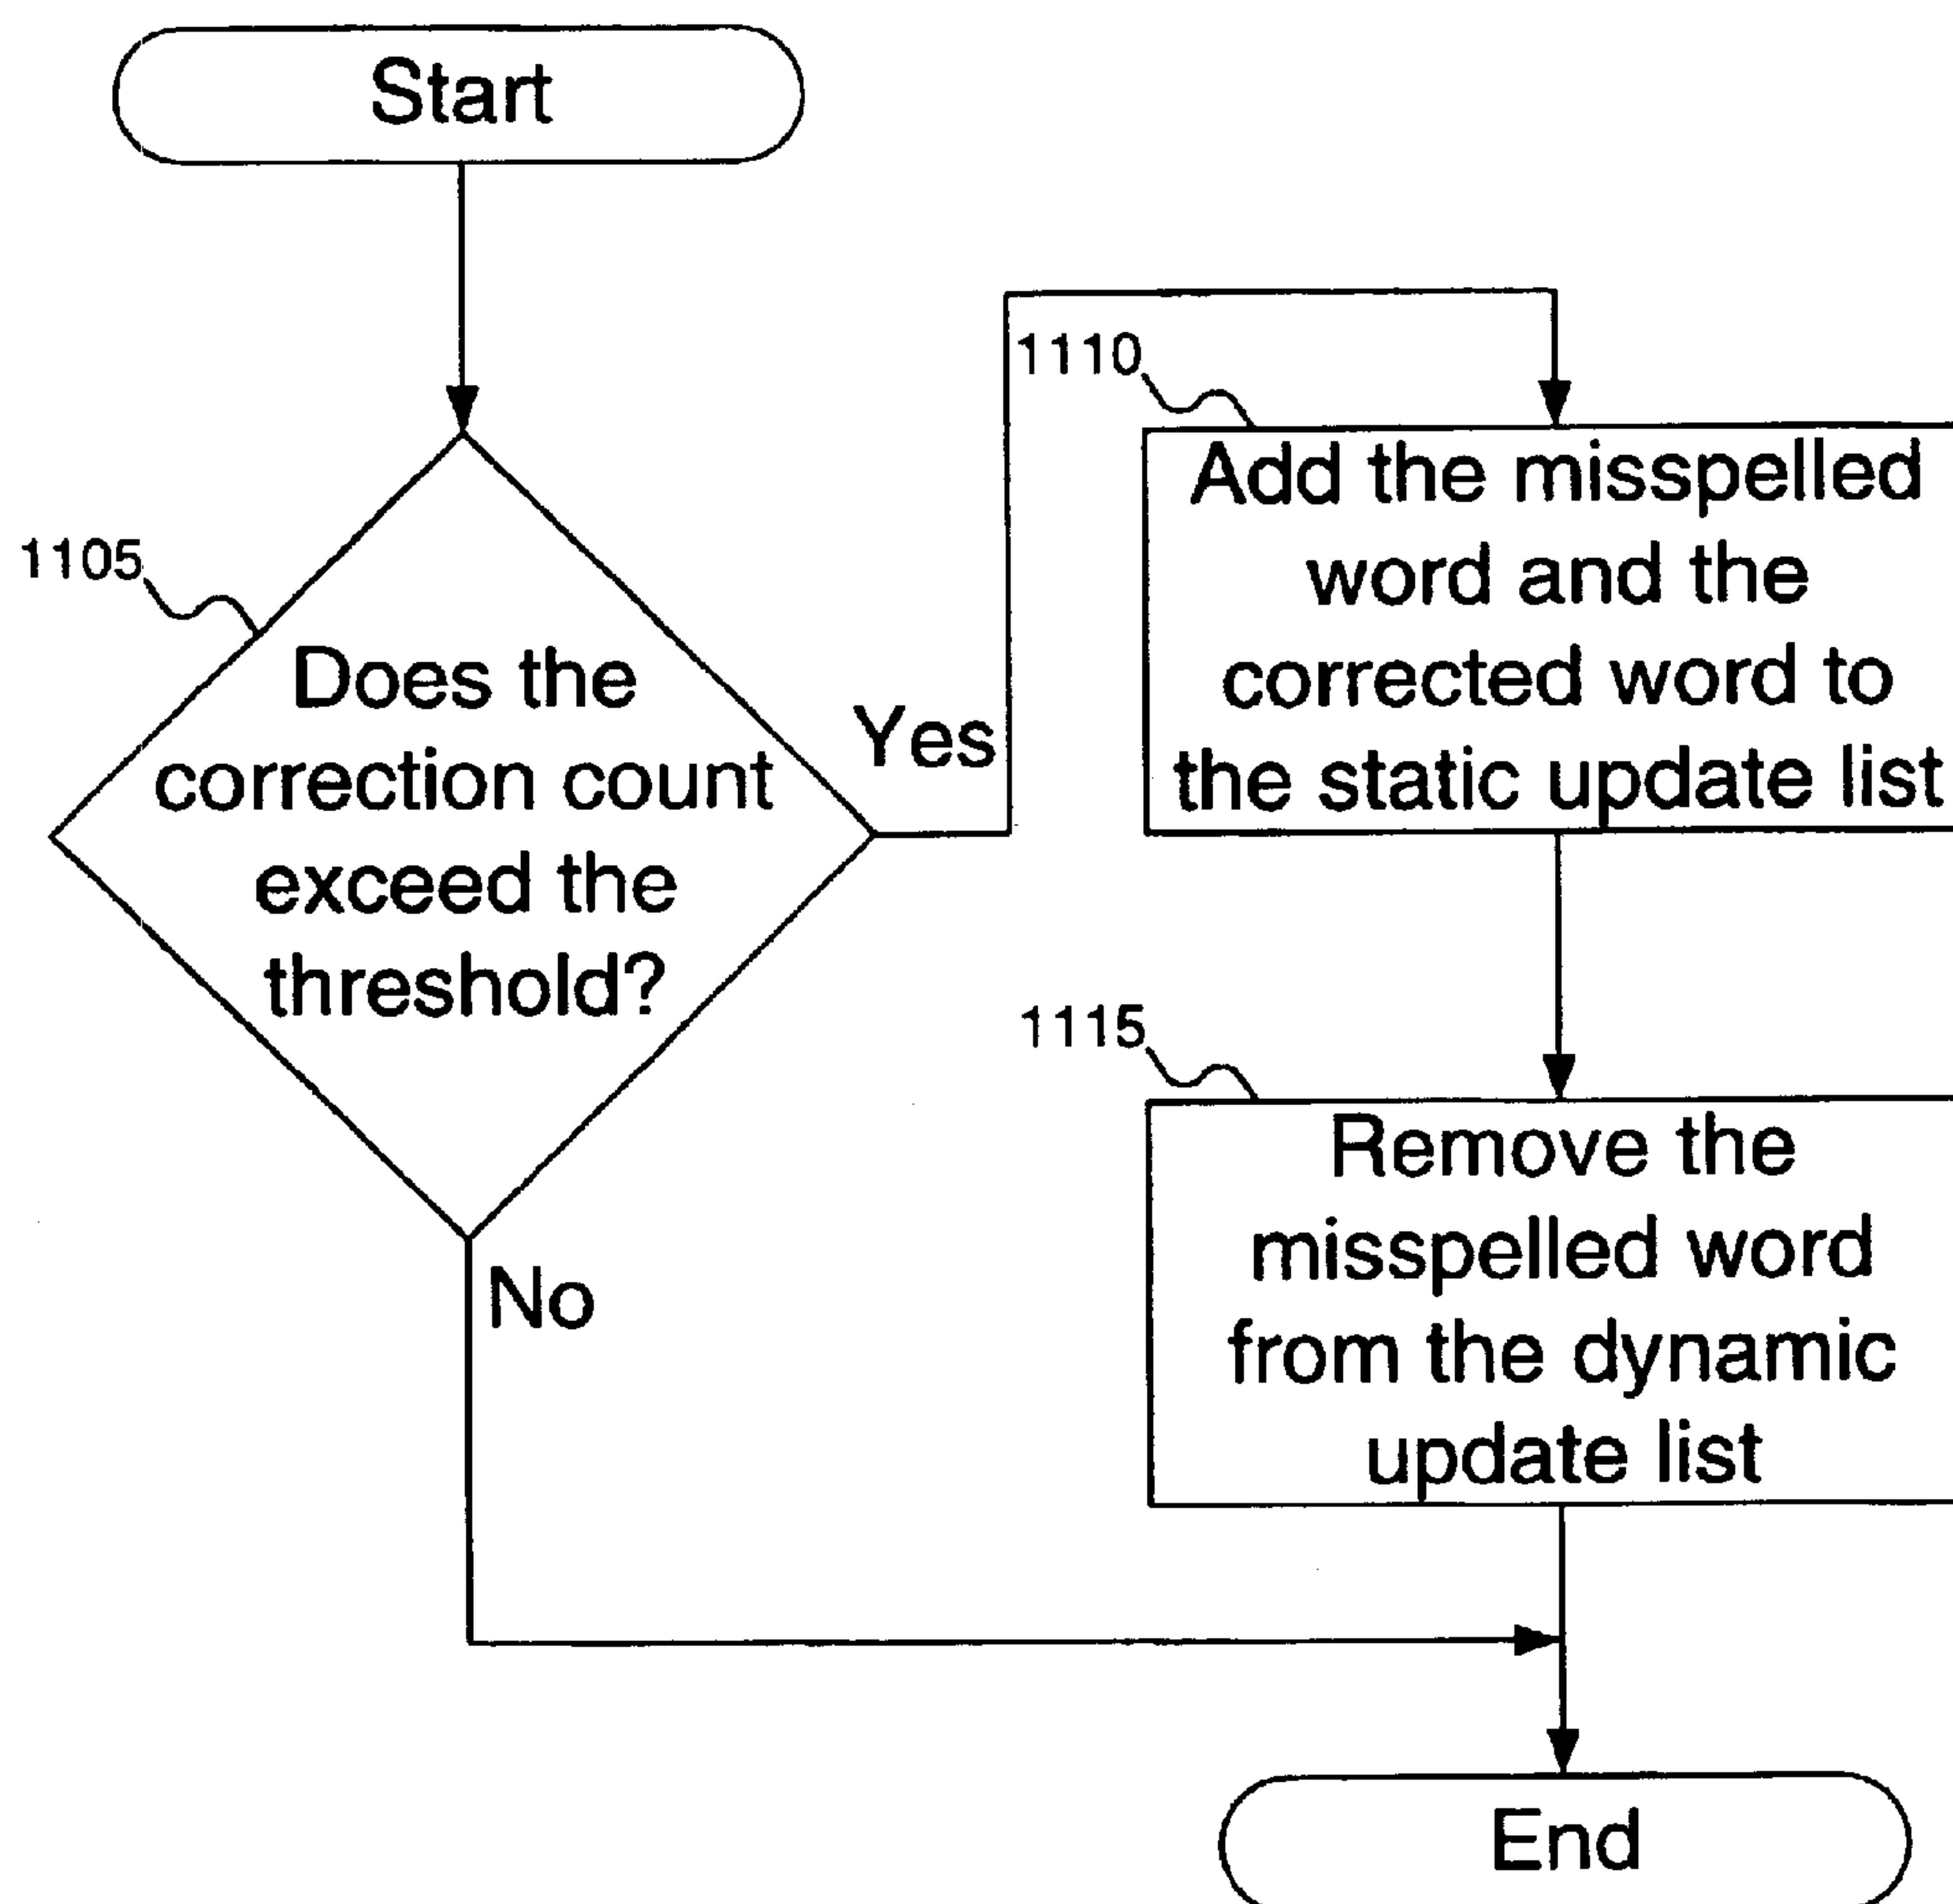 Start
1105
Does the
correction count
exceed the
threshold?
Yes
No
1110
Add the misspelled
word and the
corrected word to
the static update list
1115
Remove the
misspelled word
from the dynamic
update list
End